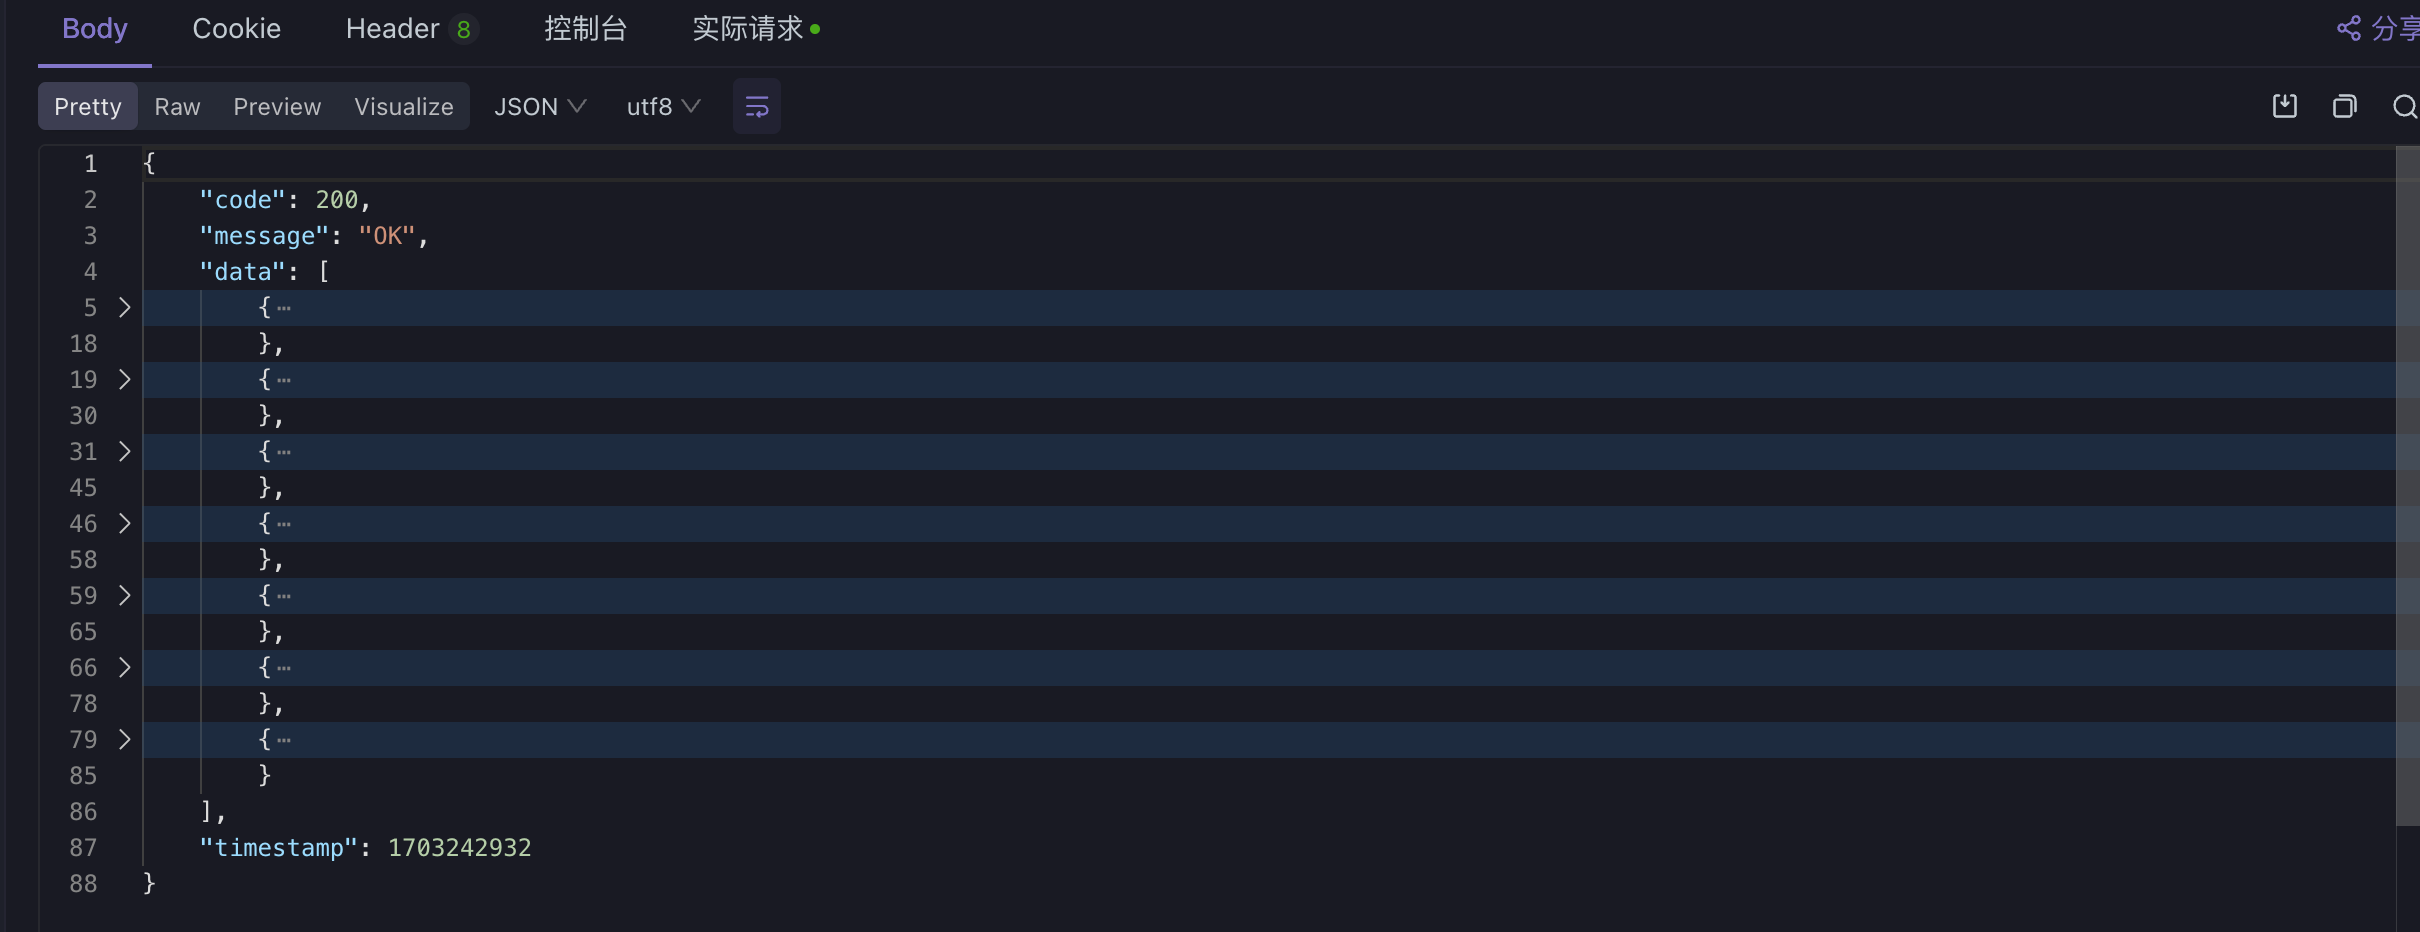 Body Cookie Header 8 控制台 实际请求 分享
Pretty Raw Preview Visualize JSON utf8
1 {
2 "code": 200,
3 "message": "OK",
4 "data": [
5 { ⋯
18 },
19 { ⋯
30 },
31 { ⋯
45 },
46 { ⋯
58 },
59 { ⋯
65 },
66 { ⋯
78 },
79 { ⋯
85 }
86 ],
87 "timestamp": 1703242932
88 }